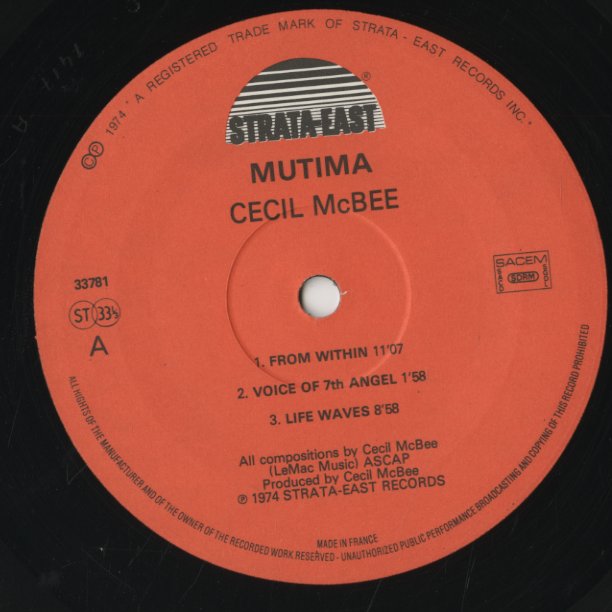 ℗© 1974 * A REGISTERED TRADE MARK OF STRATA-EAST RECORDS INC. *
®
STRATA-EAST
MUTIMA
CECIL McBEE
33781
ST 33⅓
A
SACEM
SDRM
1. FROM WITHIN 11'07
2. VOICE OF 7th ANGEL 1'58
3. LIFE WAVES 8'58
All compositions by Cecil McBee
(LeMac Music) ASCAP
Produced by Cecil McBee
℗ 1974 STRATA-EAST RECORDS
MADE IN FRANCE
ALL RIGHTS OF THE MANUFACTURER AND OF THE OWNER OF THE RECORDED WORK RESERVED - UNAUTHORIZED PUBLIC PERFORMANCE BROADCASTING AND COPYING OF THIS RECORD PROHIBITED